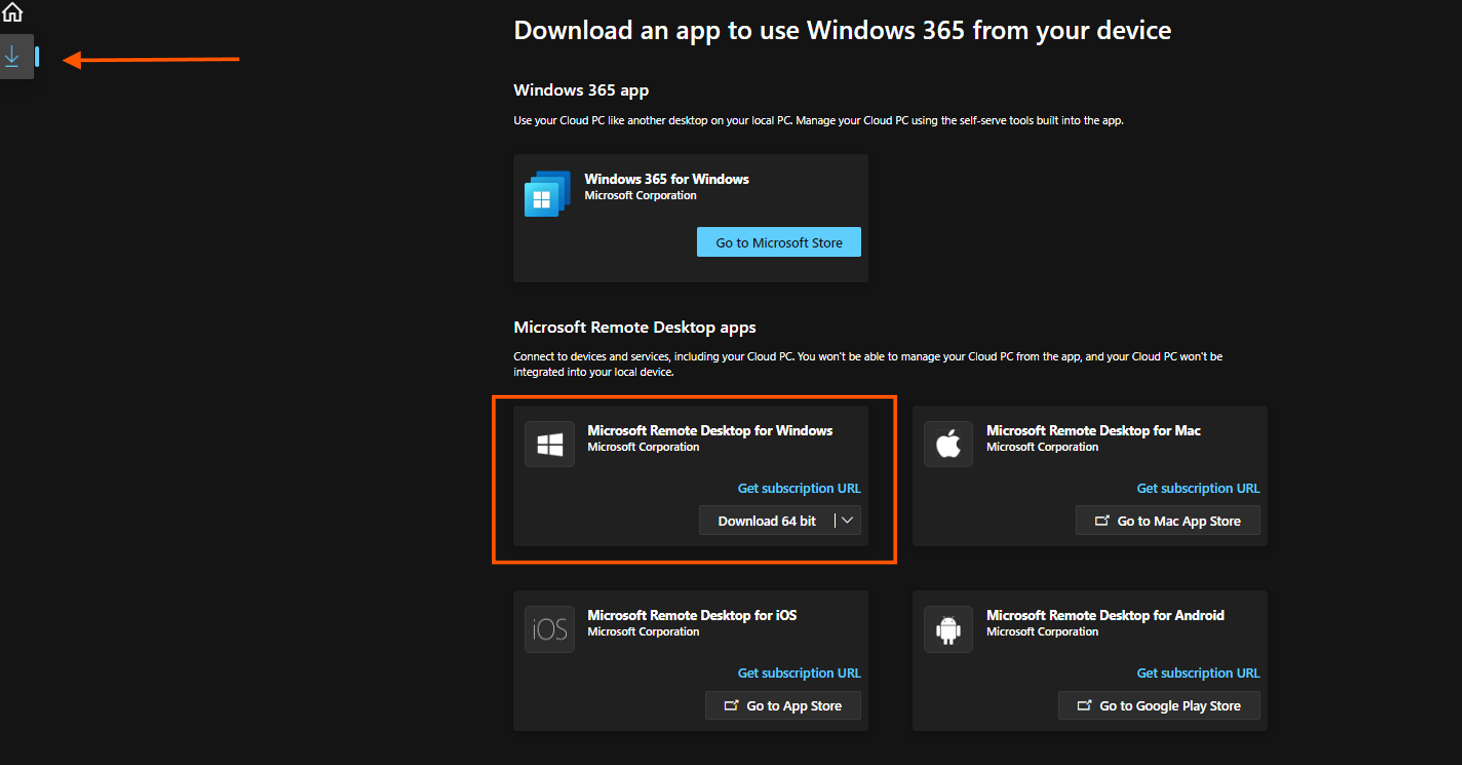 Download an app to use Windows 365 from your device
Windows 365 app
Use your Cloud PC like another desktop on your local PC. Manage your Cloud PC using the self-serve tools built into the app.
Windows 365 for Windows
Microsoft Corporation
Go to Microsoft Store
Microsoft Remote Desktop apps
Connect to devices and services, including your Cloud PC. You won't be able to manage your Cloud PC from the app, and your Cloud PC won't be
integrated into your local device.
Microsoft Remote Desktop for Windows
Microsoft Corporation
Get subscription URL
Download 64 bit
Microsoft Remote Desktop for Mac
Microsoft Corporation
Get subscription URL
Go to Mac App Store
iOS
Microsoft Remote Desktop for iOS
Microsoft Corporation
Get subscription URL
Go to App Store
Microsoft Remote Desktop for Android
Microsoft Corporation
Get subscription URL
Go to Google Play Store